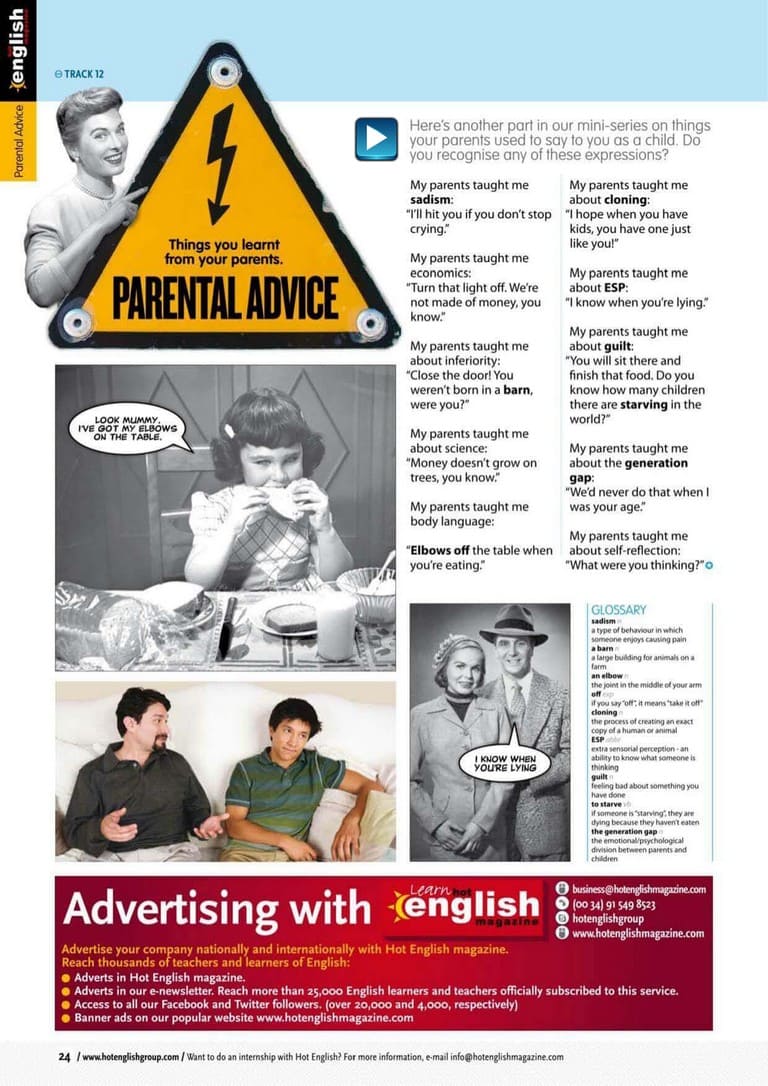 hot
english
magazine
Parental Advice
TRACK 12
Things you learnt
from your parents.
PARENTAL ADVICE
Here's another part in our mini-series on things
your parents used to say to you as a child. Do
you recognise any of these expressions?
My parents taught me
sadism:
"I'll hit you if you don't stop
crying."
My parents taught me
economics:
"Turn that light off. We're
not made of money, you
know."
My parents taught me
about inferiority:
"Close the door! You
weren't born in a barn,
were you?"
My parents taught me
about science:
"Money doesn't grow on
trees, you know."
My parents taught me
body language:
"Elbows off the table when
you're eating."
My parents taught me
about cloning:
"I hope when you have
kids, you have one just
like you!"
My parents taught me
about ESP:
"I know when you're lying."
My parents taught me
about guilt:
"You will sit there and
finish that food. Do you
know how many children
there are starving in the
world?"
My parents taught me
about the generation
gap:
"We'd never do that when I
was your age."
My parents taught me
about self-reflection:
"What were you thinking?"
LOOK MUMMY,
I'VE GOT MY ELBOWS
ON THE TABLE.
I KNOW WHEN
YOU'RE LYING
GLOSSARY
sadism n
a type of behaviour in which
someone enjoys causing pain
a barn n
a large building for animals on a
farm
an elbow n
the joint in the middle of your arm
off exp
if you say "off", it means "take it off"
cloning n
the process of creating an exact
copy of a human or animal
ESP abbr
extra sensorial perception - an
ability to know what someone is
thinking
guilt n
feeling bad about something you
have done
to starve vb
if someone is "starving", they are
dying because they haven't eaten
the generation gap n
the emotional/psychological
division between parents and
children
Advertising with
Learn hot
english
magazine
business@hotenglishmagazine.com
(00 34) 91 549 8523
hotenglishgroup
www.hotenglishmagazine.com
Advertise your company nationally and internationally with Hot English magazine.
Reach thousands of teachers and learners of English:
Adverts in Hot English magazine.
Adverts in our e-newsletter. Reach more than 25,000 English learners and teachers officially subscribed to this service.
Access to all our Facebook and Twitter followers. (over 20,000 and 4,000, respectively)
Banner ads on our popular website www.hotenglishmagazine.com
24 / www.hotenglishgroup.com / Want to do an internship with Hot English? For more information, e-mail info@hotenglishmagazine.com